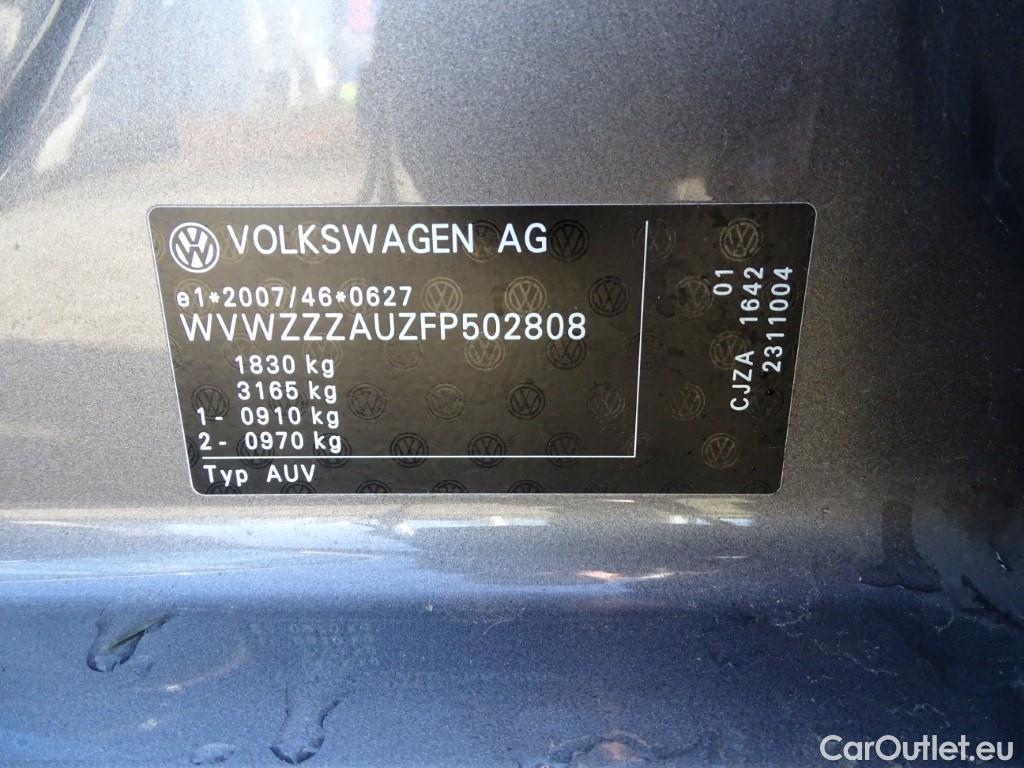 VOLKSWAGEN AG
e1*2007/46*0627
WVWZZZAUZFP502808
1830 kg
3165 kg
1- 0910 kg
2- 0970 kg
Typ AUV
01
CJZA 1642
2311004
CarOutlet.eu